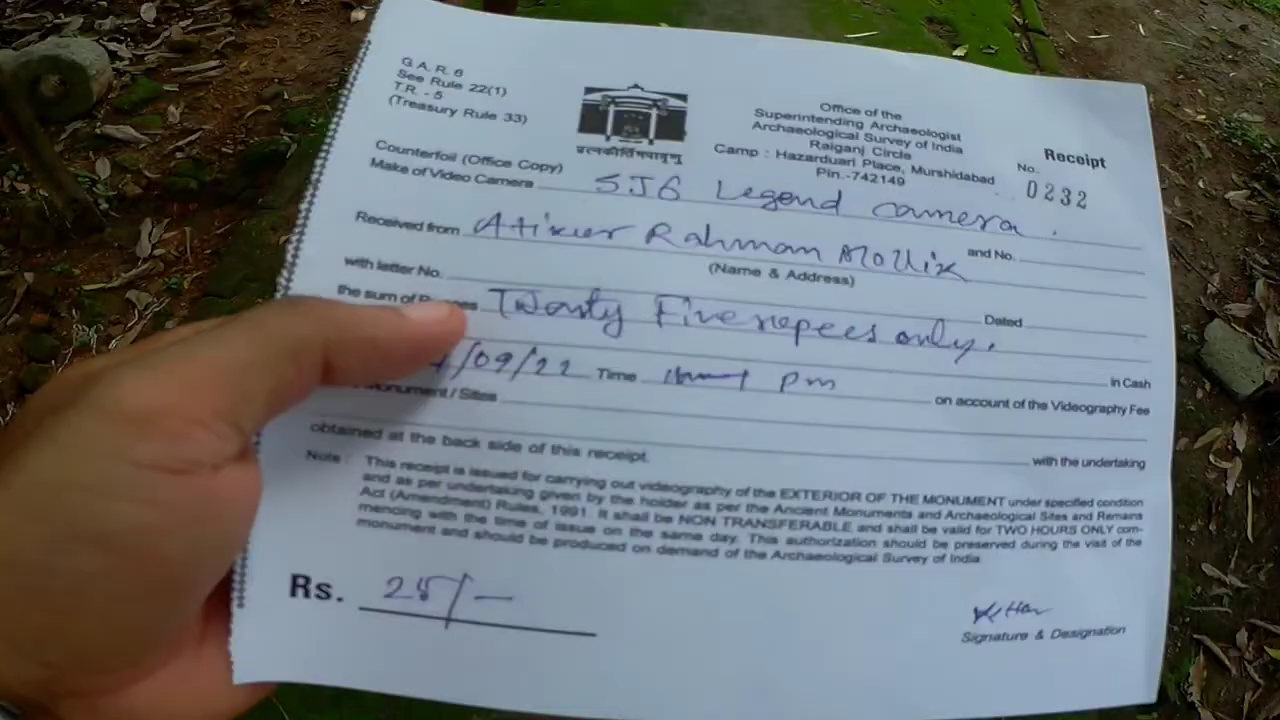 G.A.R. 6
See Rule 22(1)
T.R. - 5
(Treasury Rule 33)
प्रत्नकीर्तिमपावृणु
Office of the
Superintending Archaeologist
Archaeological Survey of India
Raiganj Circle
Camp : Hazarduari Place, Murshidabad
Pin.-742149
Receipt
No. 0232
Counterfoil (Office Copy)
Make of Video Camera SJ6 Legend camera.
Received from Atikur Rahman Mollik and No.
(Name & Address)
with letter No. Dated
the sum of Twenty Five rupees only.
/09/22 Time pm in Cash
Monument / Sites on account of the Videography Fee
with the undertaking
obtained at the back side of this receipt.
Note : This receipt is issued for carrying out videography of the EXTERIOR OF THE MONUMENT under specified condition
and as per undertaking given by the holder as per the Ancient Monuments and Archaeological Sites and Remains
Act (Amendment) Rules, 1991. It shall be NON TRANSFERABLE and shall be valid for TWO HOURS ONLY com-
mencing with the time of issue on the same day. This authorization should be preserved during the visit of the
monument and should be produced on demand of the Archaeological Survey of India
Rs. 25/-
Signature & Designation